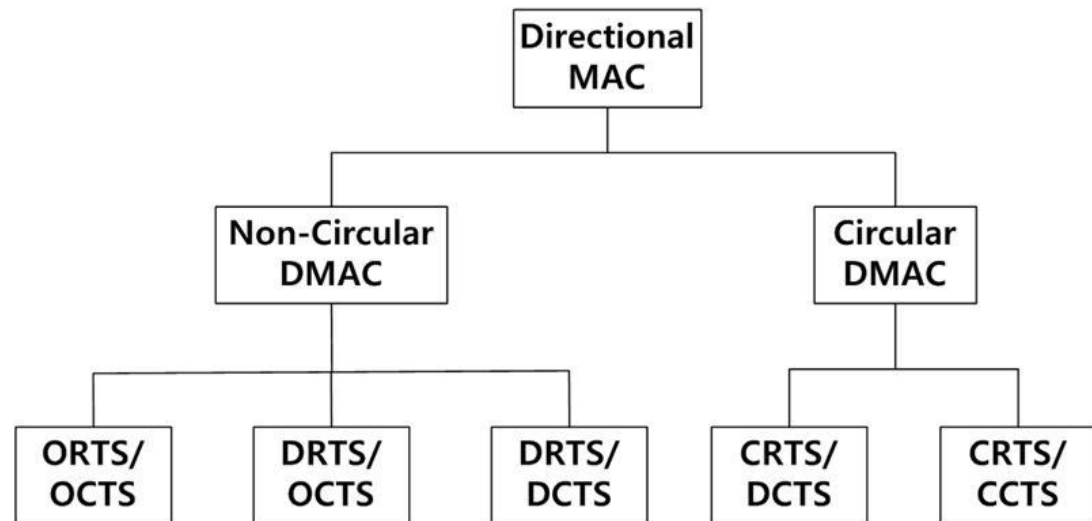 Directional
MAC
Non-Circular
DMAC
Circular
DMAC
ORTS/
OCTS
DRTS/
OCTS
DRTS/
DCTS
CRTS/
DCTS
CRTS/
CCTS